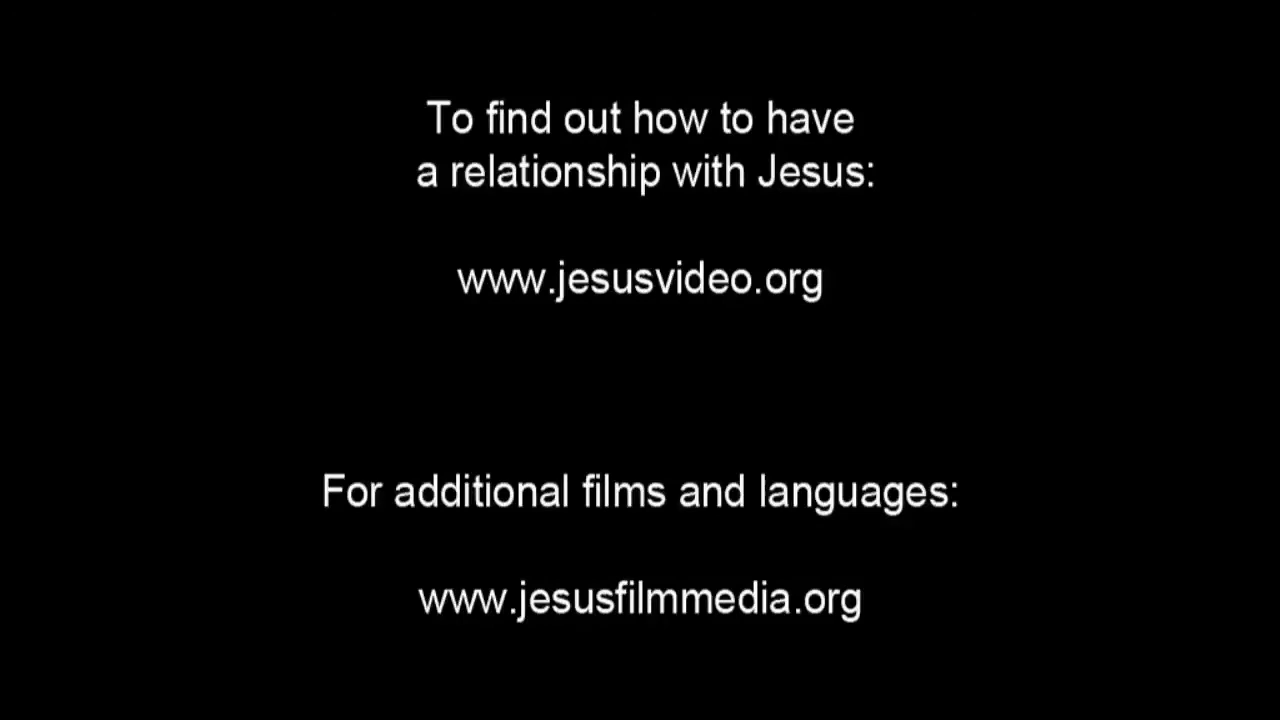 To find out how to have
a relationship with Jesus:
www.jesusvideo.org
For additional films and languages:
www.jesusfilmmedia.org